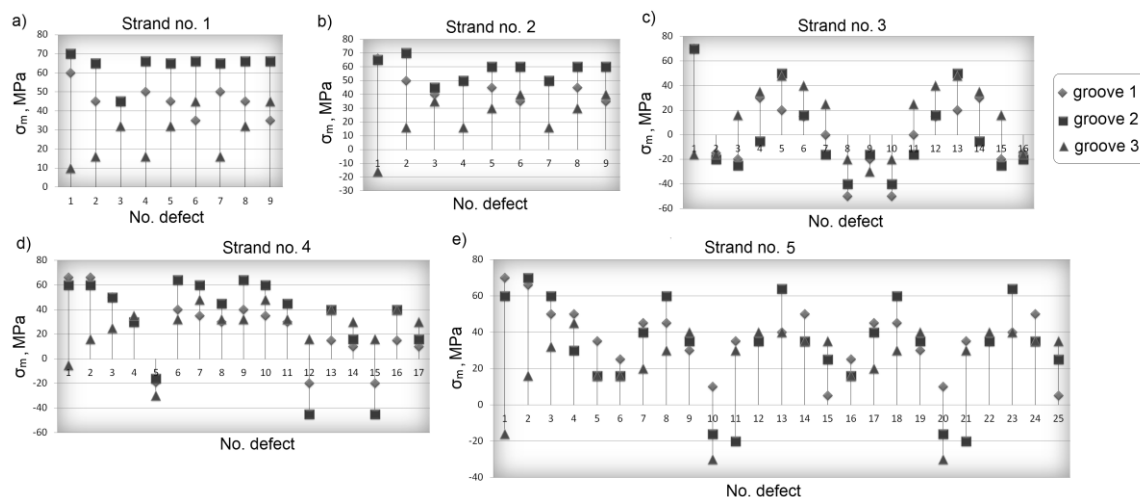 a)
Strand no. 1
σm, MPa
80
70
60
50
40
30
20
10
0
1 2 3 4 5 6 7 8 9
No. defect
b)
Strand no. 2
σm, MPa
80
70
60
50
40
30
20
10
0
-10
-20
-30
1 2 3 4 5 6 7 8 9
No. defect
c)
Strand no. 3
σm, MPa
80
60
40
20
0
-20
-40
-60
1 2 3 4 5 6 7 8 9 10 11 12 13 14 15 16
No. defect
groove 1
groove 2
groove 3
d)
Strand no. 4
σm, MPa
80
60
40
20
0
-20
-40
-60
1 2 3 4 5 6 7 8 9 10 11 12 13 14 15 16 17
No. defect
e)
Strand no. 5
σm, MPa
80
60
40
20
0
-20
-40
1 2 3 4 5 6 7 8 9 10 11 12 13 14 15 16 17 18 19 20 21 22 23 24 25
No. defect